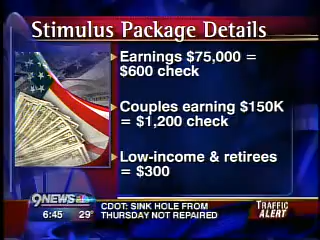 Stimulus Package Details
Earnings $75,000 =
$600 check
Couples earning $150K
= $1,200 check
Low-income & retirees
= $300
9NEWS
CDOT: SINK HOLE FROM
TRAFFIC
6:45 29° THURSDAY NOT REPAIRED
ALERT